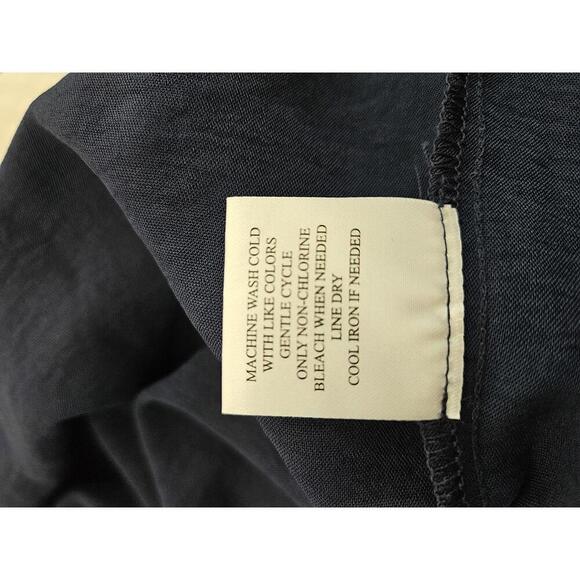 MACHINE WASH COLD
WITH LIKE COLORS
GENTLE CYCLE
ONLY NON-CHLORINE
BLEACH WHEN NEEDED
LINE DRY
COOL IRON IF NEEDED